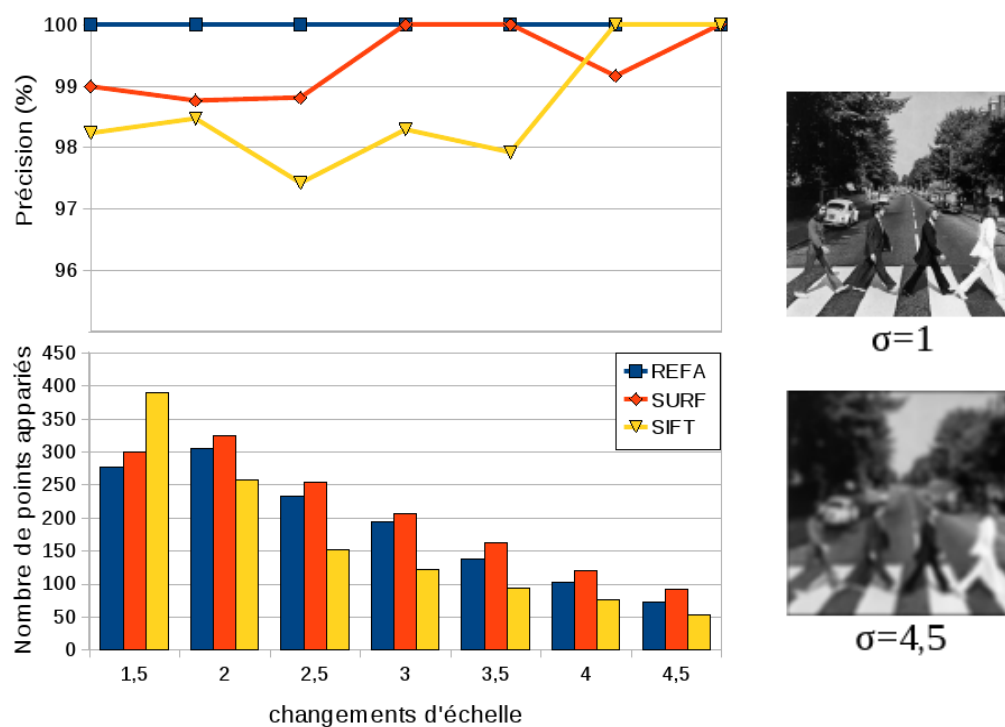 Précision (%)
100
99
98
97
96
Nombre de points appariés
450
400
350
300
250
200
150
100
50
0
REFA
SURF
SIFT
1,5
2
2,5
3
3,5
4
4,5
changements d'échelle
σ=1
σ=4,5